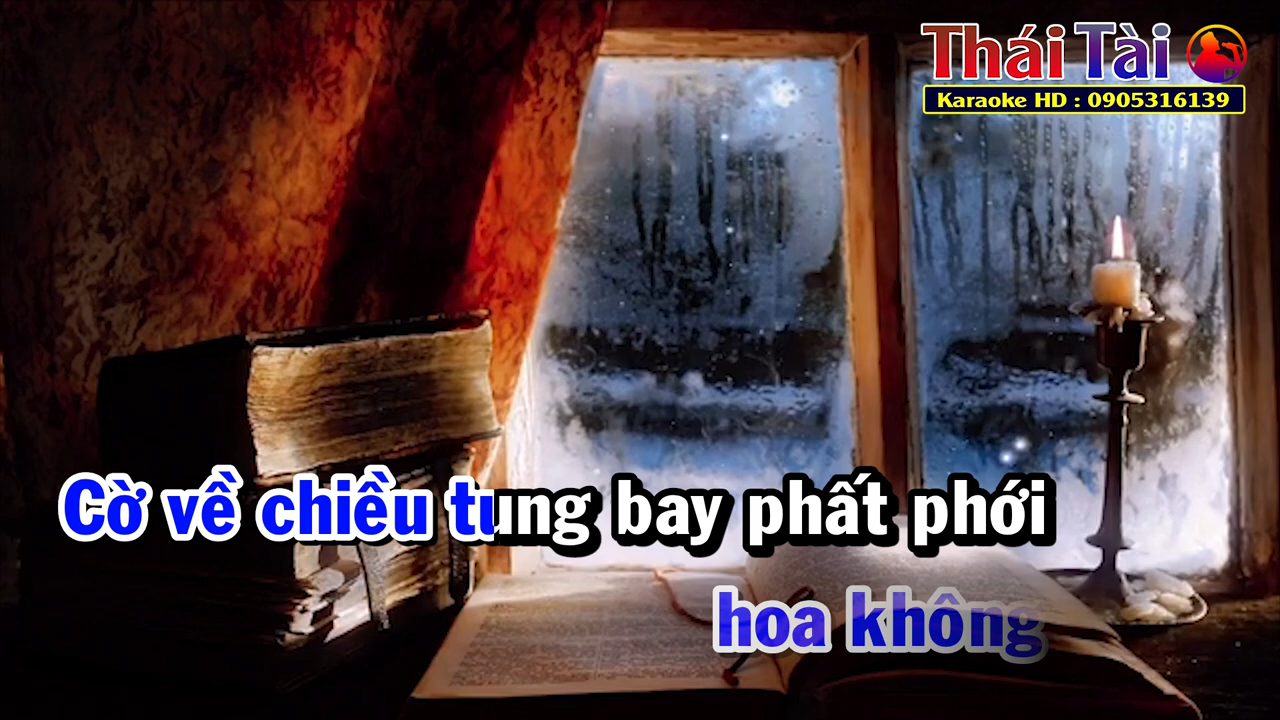 Thái Tài
Karaoke HD : 0905316139
Cờ về chiều tung bay phất phới
hoa không